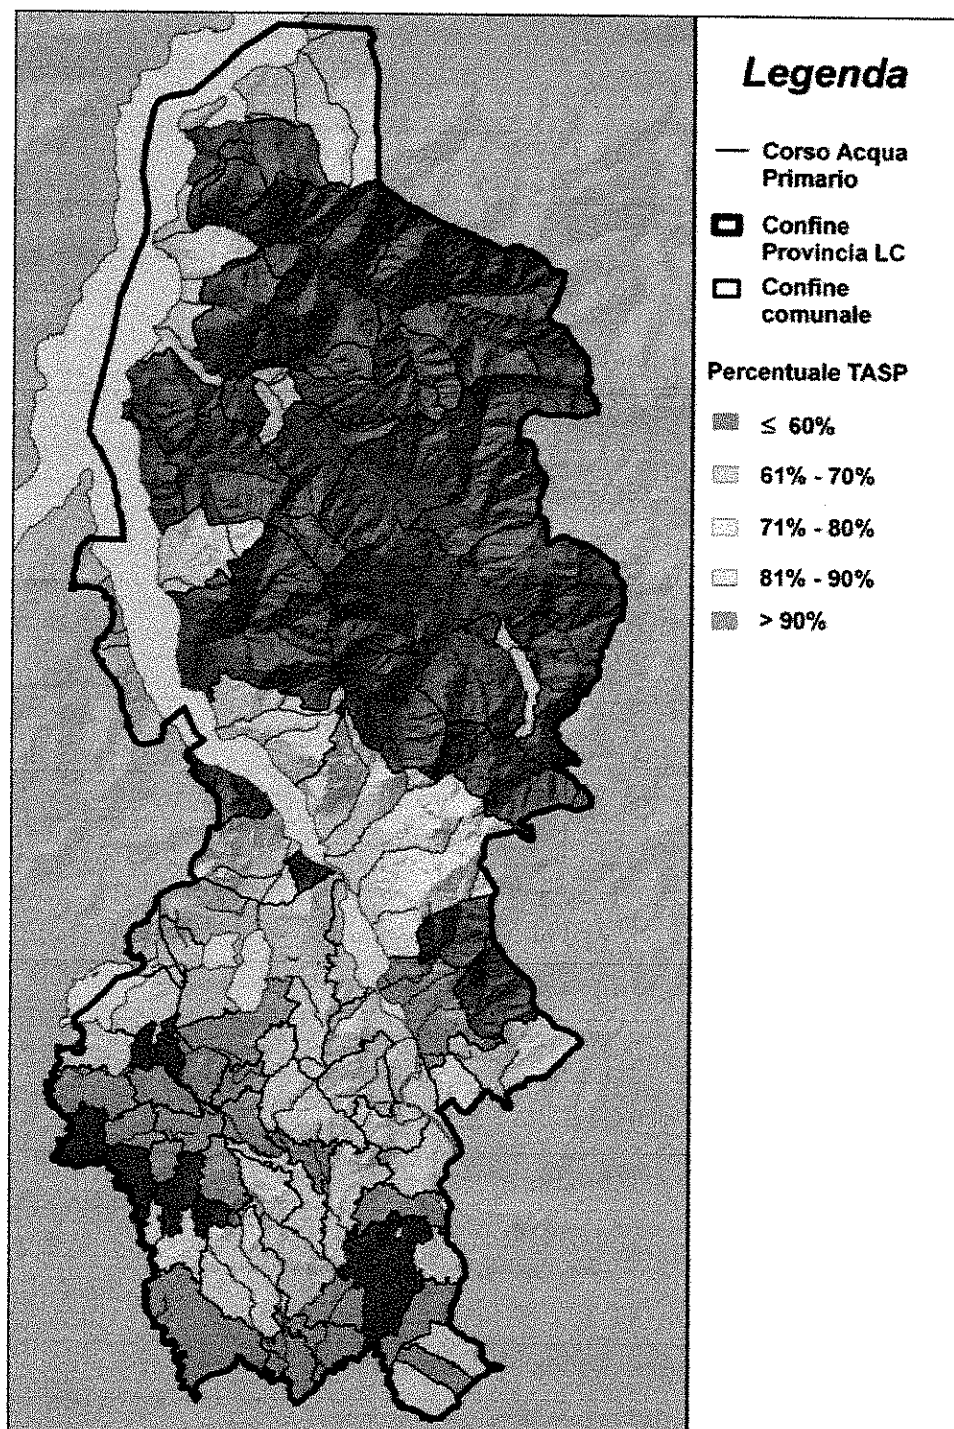 Legenda
Corso Acqua
Primario
Confine
Provincia LC
Confine
comunale
Percentuale TASP
≤ 60%
61% - 70%
71% - 80%
81% - 90%
> 90%